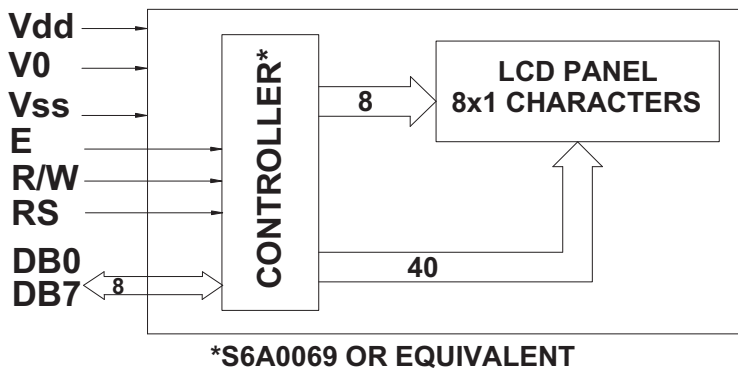 Vdd
V0
Vss
E
R/W
RS
DB0
DB7
8
CONTROLLER*
8
40
LCD PANEL
8x1 CHARACTERS
*S6A0069 OR EQUIVALENT